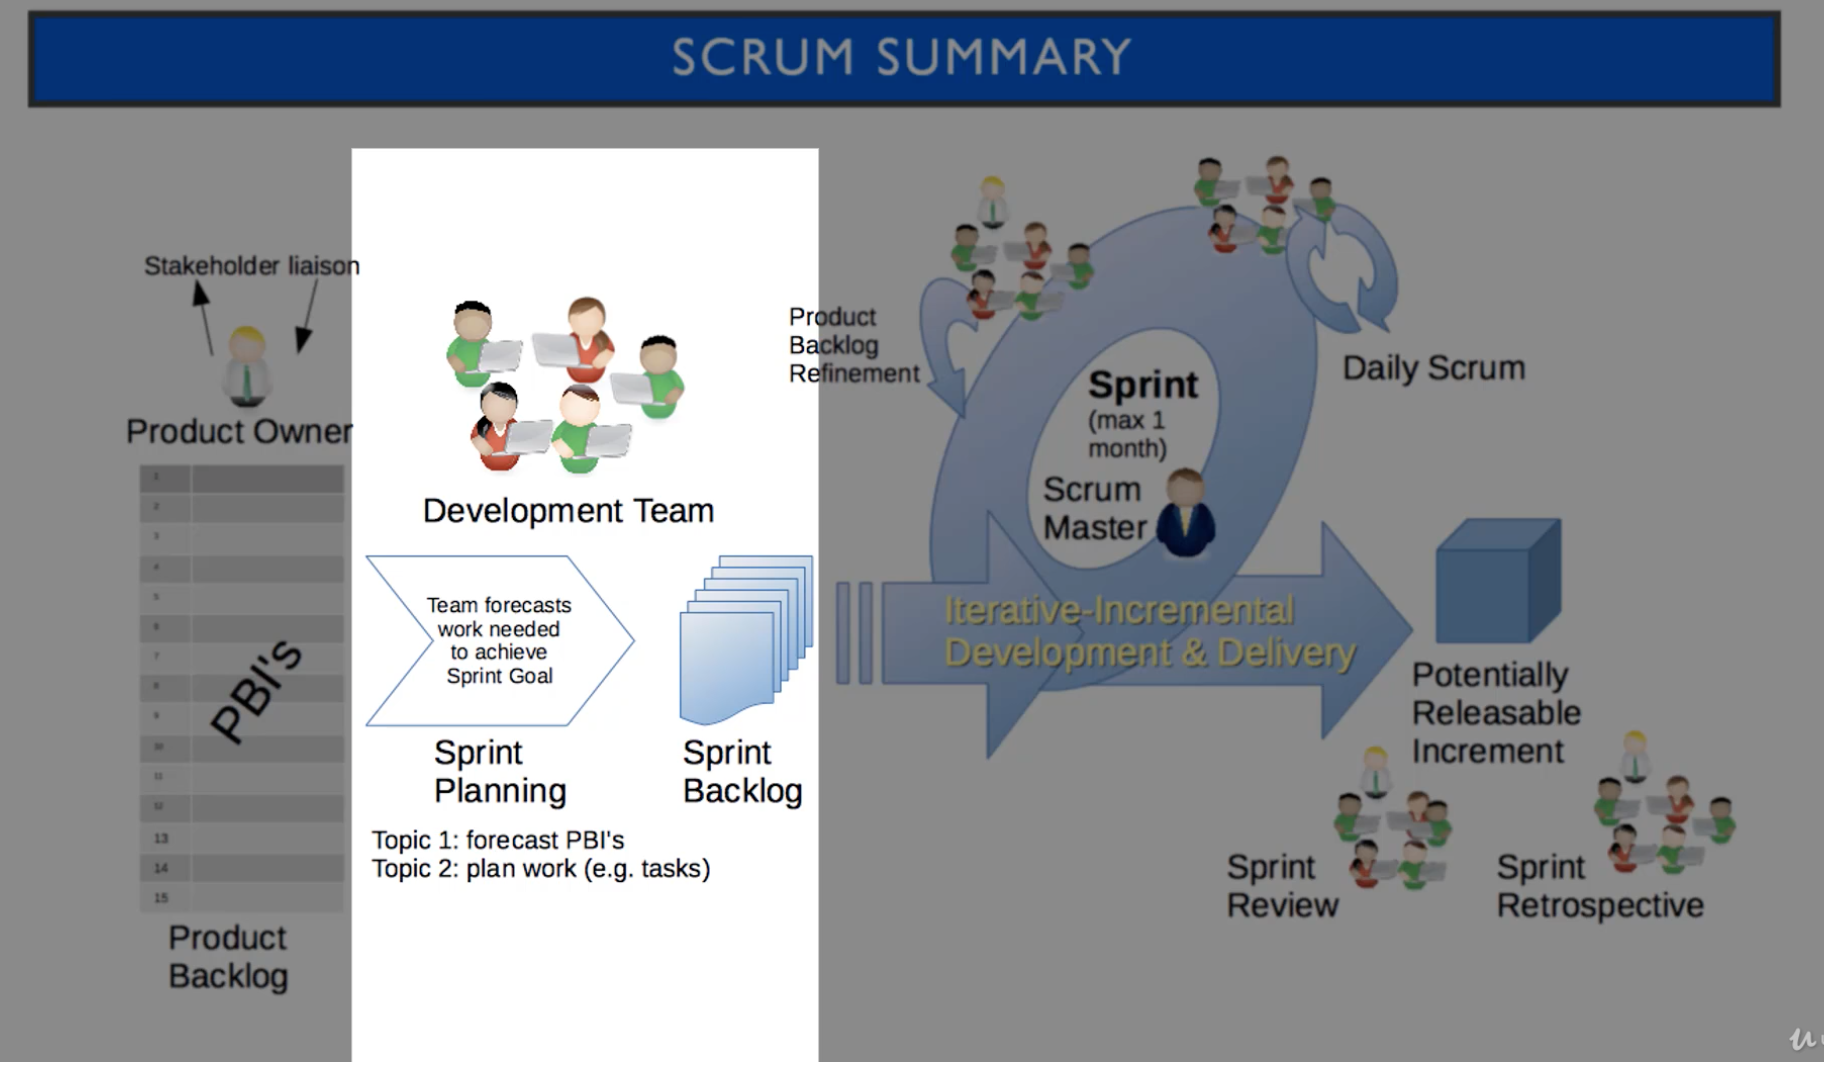 SCRUM SUMMARY
Stakeholder liaison
Product Owner
1
2
3
4
5
6
7
8
9
10
11
12
13
14
15
PBI's
Product
Backlog
Development Team
Team forecasts
work needed
to achieve
Sprint Goal
Sprint
Planning
Sprint
Backlog
Topic 1: forecast PBI's
Topic 2: plan work (e.g. tasks)
Product
Backlog
Refinement
Sprint
(max 1
month)
Scrum
Master
Daily Scrum
Iterative-Incremental
Development & Delivery
Potentially
Releasable
Increment
Sprint
Review
Sprint
Retrospective